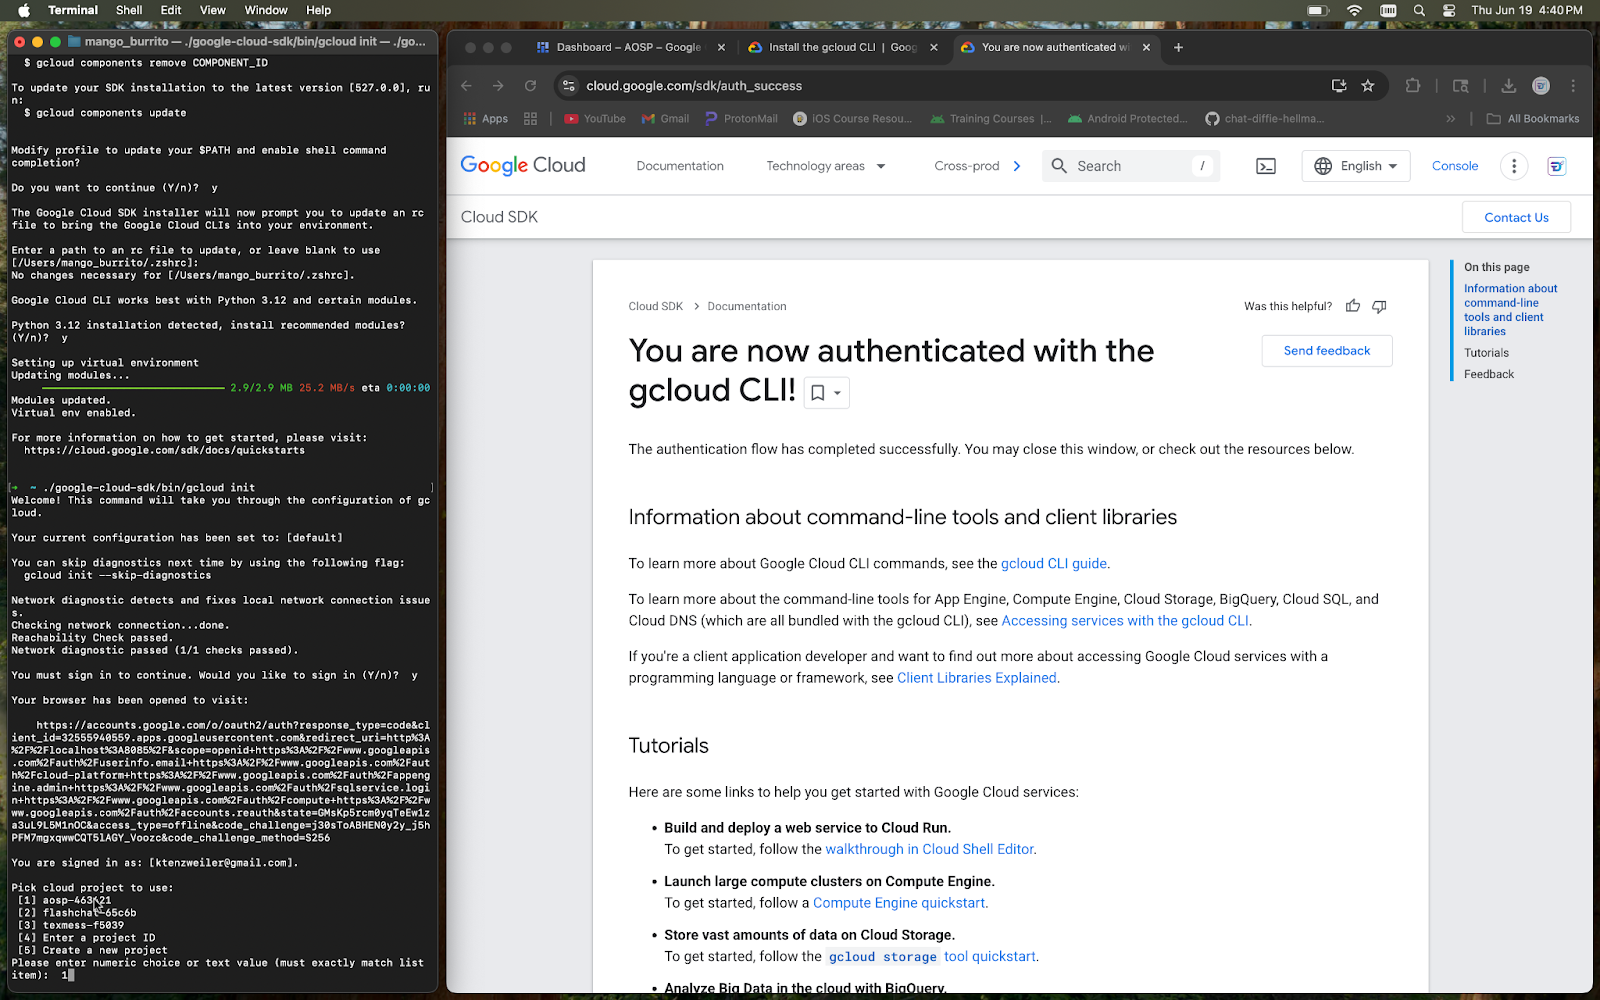 Terminal Shell Edit View Window Help
Thu Jun 19 4:40 PM
mango_burrito — ./google-cloud-sdk/bin/gcloud init — ./go...
$ gcloud components remove COMPONENT_ID
To update your SDK installation to the latest version [527.0.0], ru
n:
$ gcloud components update
Modify profile to update your $PATH and enable shell command
completion?
Do you want to continue (Y/n)? y
The Google Cloud SDK installer will now prompt you to update an rc
file to bring the Google Cloud CLIs into your environment.
Enter a path to an rc file to update, or leave blank to use
[/Users/mango_burrito/.zshrc]:
No changes necessary for [/Users/mango_burrito/.zshrc].
Google Cloud CLI works best with Python 3.12 and certain modules.
Python 3.12 installation detected, install recommended modules?
(Y/n)? y
Setting up virtual environment
Updating modules...
2.9/2.9 MB 25.2 MB/s eta 0:00:00
Modules updated.
Virtual env enabled.
For more information on how to get started, please visit:
https://cloud.google.com/sdk/docs/quickstarts
[➜ ~ ./google-cloud-sdk/bin/gcloud init ]
Welcome! This command will take you through the configuration of gc
loud.
Your current configuration has been set to: [default]
You can skip diagnostics next time by using the following flag:
gcloud init --skip-diagnostics
Network diagnostic detects and fixes local network connection issue
s.
Checking network connection...done.
Reachability Check passed.
Network diagnostic passed (1/1 checks passed).
You must sign in to continue. Would you like to sign in (Y/n)? y
Your browser has been opened to visit:
https://accounts.google.com/o/oauth2/auth?response_type=code&cl
ient_id=32555940559.apps.googleusercontent.com&redirect_uri=http%3A
%2F%2Flocalhost%3A8085%2F&scope=openid+https%3A%2F%2Fwww.googleapis
.com%2Fauth%2Fuserinfo.email+https%3A%2F%2Fwww.googleapis.com%2Faut
h%2Fcloud-platform+https%3A%2F%2Fwww.googleapis.com%2Fauth%2Fappeng
ine.admin+https%3A%2F%2Fwww.googleapis.com%2Fauth%2Fsqlservice.logi
n+https%3A%2F%2Fwww.googleapis.com%2Fauth%2Fcompute+https%3A%2F%2Fw
ww.googleapis.com%2Fauth%2Faccounts.reauth&state=GMsKp5rcm0yqTeEw1z
a3uL9L5M1nOC&access_type=offline&code_challenge=j30sToABHEN0y2y_j5h
PFM7mgxqwwCQT5lAGY_Voozc&code_challenge_method=S256
You are signed in as: [ktenzweiler@gmail.com].
Pick cloud project to use:
[1] aosp-463421
[2] flashchat-65c6b
[3] texmess-f5039
[4] Enter a project ID
[5] Create a new project
Please enter numeric choice or text value (must exactly match list
item): 1
Dashboard – AOSP – Google
Install the gcloud CLI | Goog
You are now authenticated wi
cloud.google.com/sdk/auth_success
Apps
YouTube
Gmail
ProtonMail
iOS Course Resou...
Training Courses |...
Android Protected...
chat-diffie-hellma...
All Bookmarks
Google Cloud
Documentation
Technology areas
Cross-prod
Search /
English
Console
Cloud SDK
Contact Us
Cloud SDK > Documentation
Was this helpful?
You are now authenticated with the
gcloud CLI!
Send feedback
The authentication flow has completed successfully. You may close this window, or check out the resources below.
Information about command-line tools and client libraries
To learn more about Google Cloud CLI commands, see the gcloud CLI guide.
To learn more about the command-line tools for App Engine, Compute Engine, Cloud Storage, BigQuery, Cloud SQL, and
Cloud DNS (which are all bundled with the gcloud CLI), see Accessing services with the gcloud CLI.
If you're a client application developer and want to find out more about accessing Google Cloud services with a
programming language or framework, see Client Libraries Explained.
Tutorials
Here are some links to help you get started with Google Cloud services:
• Build and deploy a web service to Cloud Run.
To get started, follow the walkthrough in Cloud Shell Editor.
• Launch large compute clusters on Compute Engine.
To get started, follow a Compute Engine quickstart.
• Store vast amounts of data on Cloud Storage.
To get started, follow the gcloud storage tool quickstart.
• Analyze Big Data in the cloud with BigQuery.
On this page
Information about
command-line
tools and client
libraries
Tutorials
Feedback